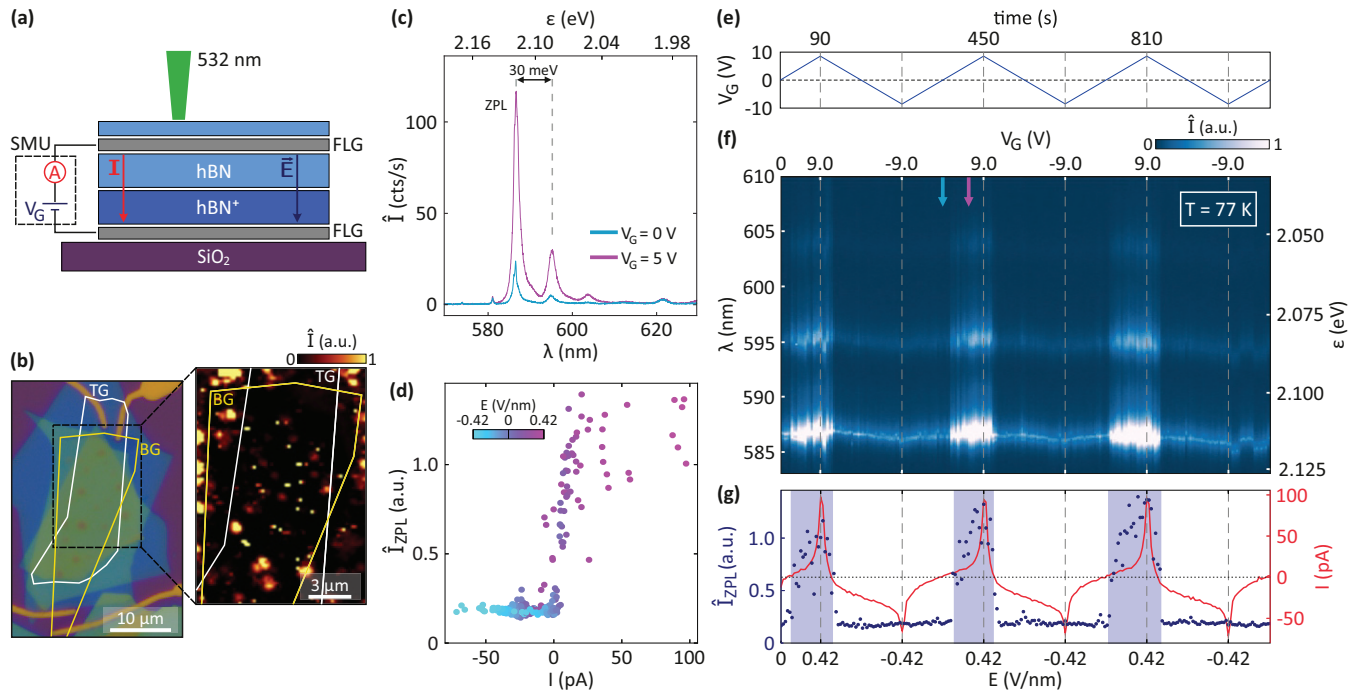 (a)
532 nm
SMU
A
V_G
I
E⃗
FLG
hBN
hBN⁺
FLG
SiO₂
(b)
Î (a.u.)
0 1
TG
BG
10 µm
TG
BG
3 µm
(c)
ε (eV)
2.16 2.10 2.04 1.98
30 meV
ZPL
Î (cts/s)
100
50
0
V_G = 0 V
V_G = 5 V
580 600 620
λ (nm)
(d)
E (V/nm)
-0.42 0 0.42
Î_ZPL (a.u.)
1.0
0.5
0
-50 0 50 100
I (pA)
(e)
time (s)
90 450 810
V_G (V)
10
0
-10
(f)
V_G (V)
Î (a.u.)
0 1
0 9.0 -9.0 9.0 -9.0 9.0 -9.0
T = 77 K
λ (nm)
610
605
600
595
590
585
2.050
2.075
2.100
2.125
ε (eV)
(g)
Î_ZPL (a.u.)
1.0
0.5
0
100
50
0
-50
I (pA)
0 0.42 -0.42 0.42 -0.42 0.42 -0.42
E (V/nm)